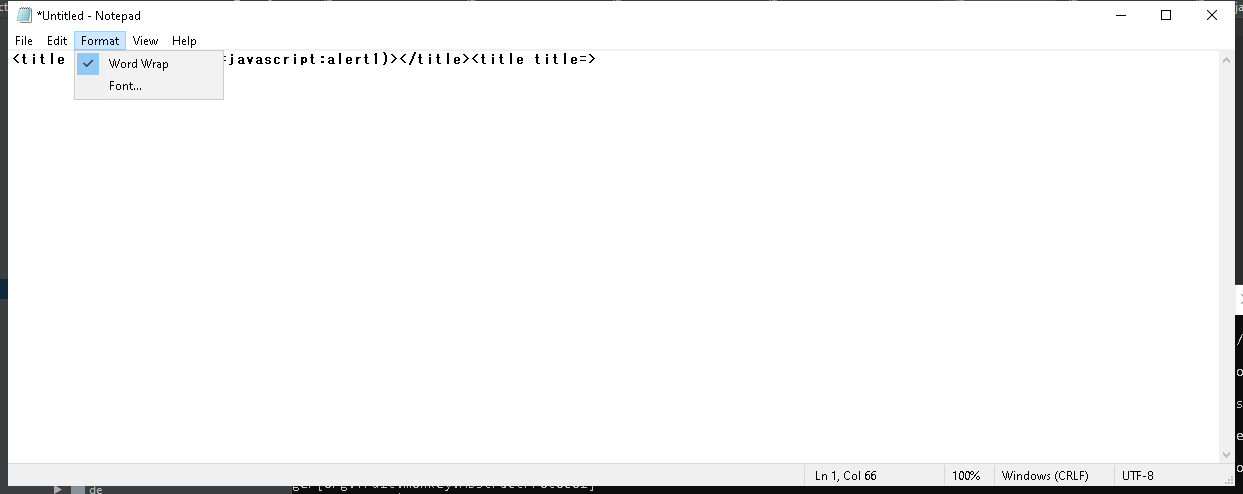 *Untitled - Notepad
File Edit Format View Help
<title =javascript:alert1)></title><title title=>
Word Wrap
Font...
Ln 1, Col 66 100% Windows (CRLF) UTF-8
de